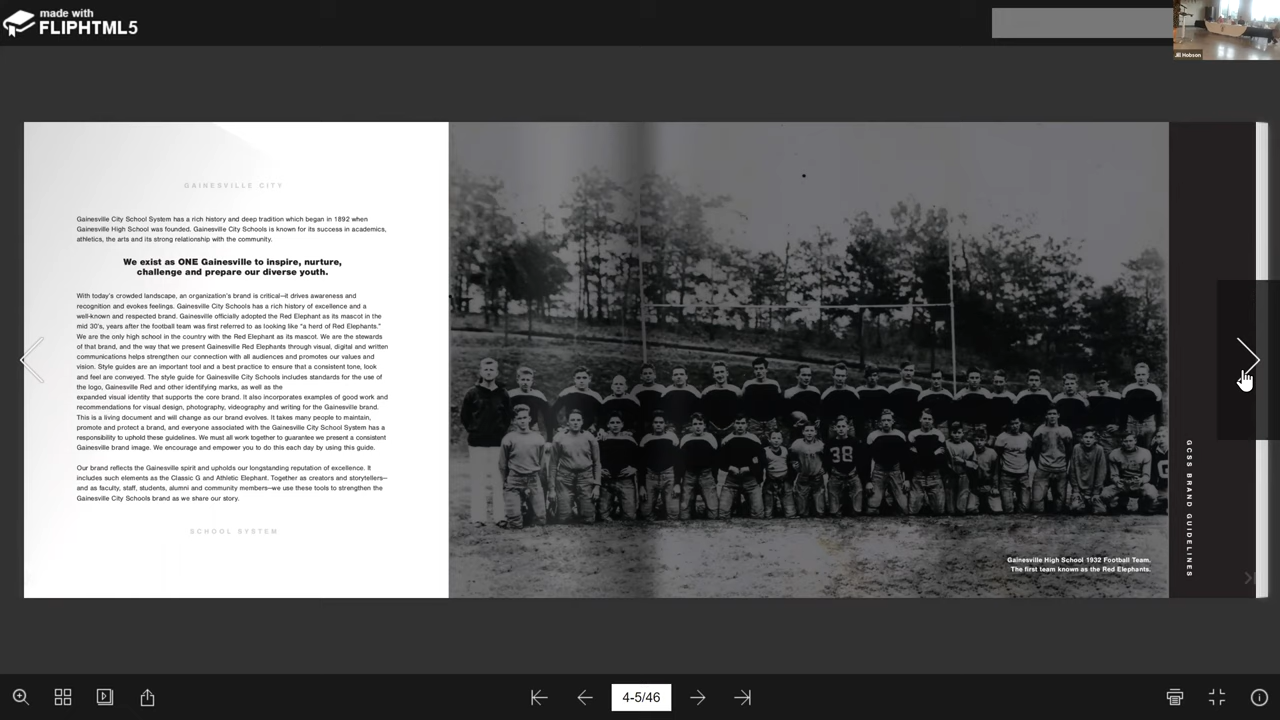 made with
FLIPHTML5
Jill Hobson
GAINESVILLE CITY
Gainesville City School System has a rich history and deep tradition which began in 1892 when
Gainesville High School was founded. Gainesville City Schools is known for its success in academics,
athletics, the arts and its strong relationship with the community.
We exist as ONE Gainesville to inspire, nurture,
challenge and prepare our diverse youth.
With today's crowded landscape, an organization's brand is critical—it drives awareness and
recognition and evokes feelings. Gainesville City Schools has a rich history of excellence and a
well-known and respected brand. Gainesville officially adopted the Red Elephant as its mascot in the
mid 30's, years after the football team was first referred to as looking like "a herd of Red Elephants."
We are the only high school in the country with the Red Elephant as its mascot. We are the stewards
of that brand, and the way that we present Gainesville Red Elephants through visual, digital and written
communications helps strengthen our connection with all audiences and promotes our values and
vision. Style guides are an important tool and a best practice to ensure that a consistent tone, look
and feel are conveyed. The style guide for Gainesville City Schools includes standards for the use of
the logo, Gainesville Red and other identifying marks, as well as the
expanded visual identity that supports the core brand. It also incorporates examples of good work and
recommendations for visual design, photography, videography and writing for the Gainesville brand.
This is a living document and will change as our brand evolves. It takes many people to maintain,
promote and protect a brand, and everyone associated with the Gainesville City School System has a
responsibility to uphold these guidelines. We must all work together to guarantee we present a consistent
Gainesville brand image. We encourage and empower you to do this each day by using this guide.
Our brand reflects the Gainesville spirit and upholds our longstanding reputation of excellence. It
includes such elements as the Classic G and Athletic Elephant. Together as creators and storytellers—
and as faculty, staff, students, alumni and community members—we use these tools to strengthen the
Gainesville City Schools brand as we share our story.
SCHOOL SYSTEM
38
Gainesville High School 1932 Football Team.
The first team known as the Red Elephants.
GCSS BRAND GUIDELINES
4-5/46